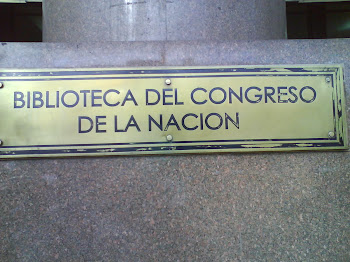 BIBLIOTECA DEL CONGRESO
DE LA NACION